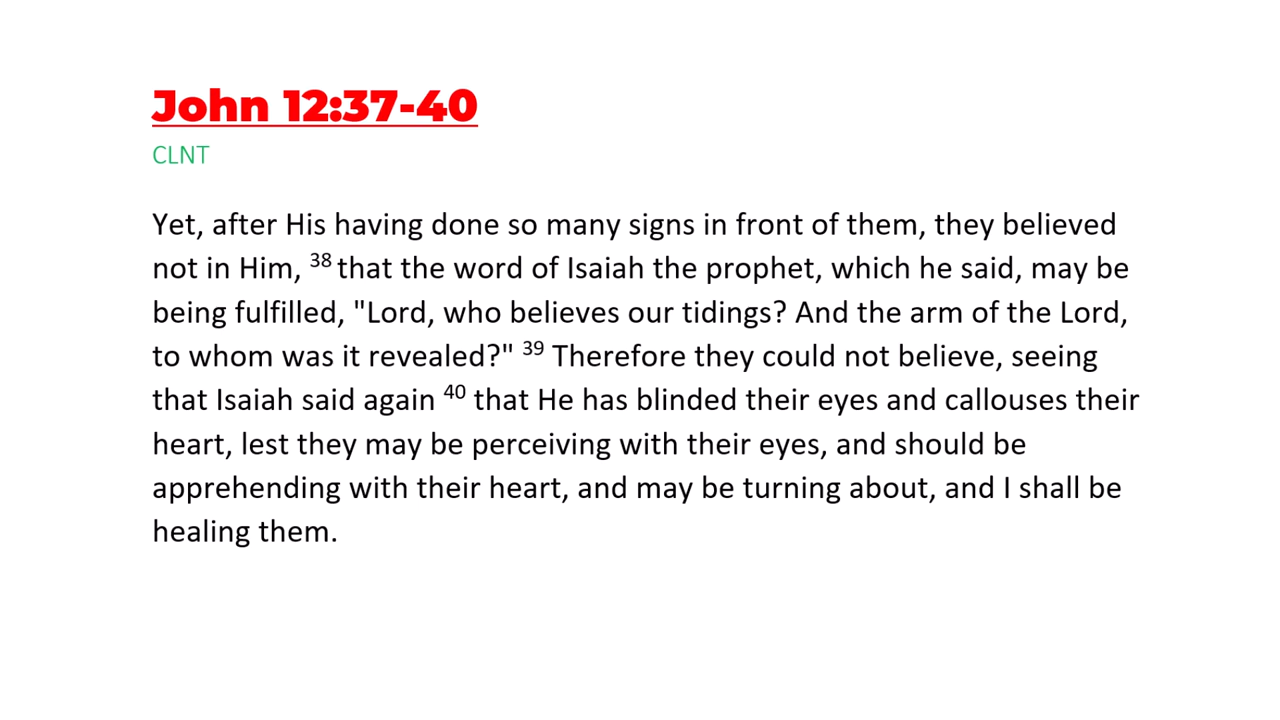 John 12:37-40
CLNT
Yet, after His having done so many signs in front of them, they believed
not in Him, 38 that the word of Isaiah the prophet, which he said, may be
being fulfilled, "Lord, who believes our tidings? And the arm of the Lord,
to whom was it revealed?" 39 Therefore they could not believe, seeing
that Isaiah said again 40 that He has blinded their eyes and callouses their
heart, lest they may be perceiving with their eyes, and should be
apprehending with their heart, and may be turning about, and I shall be
healing them.